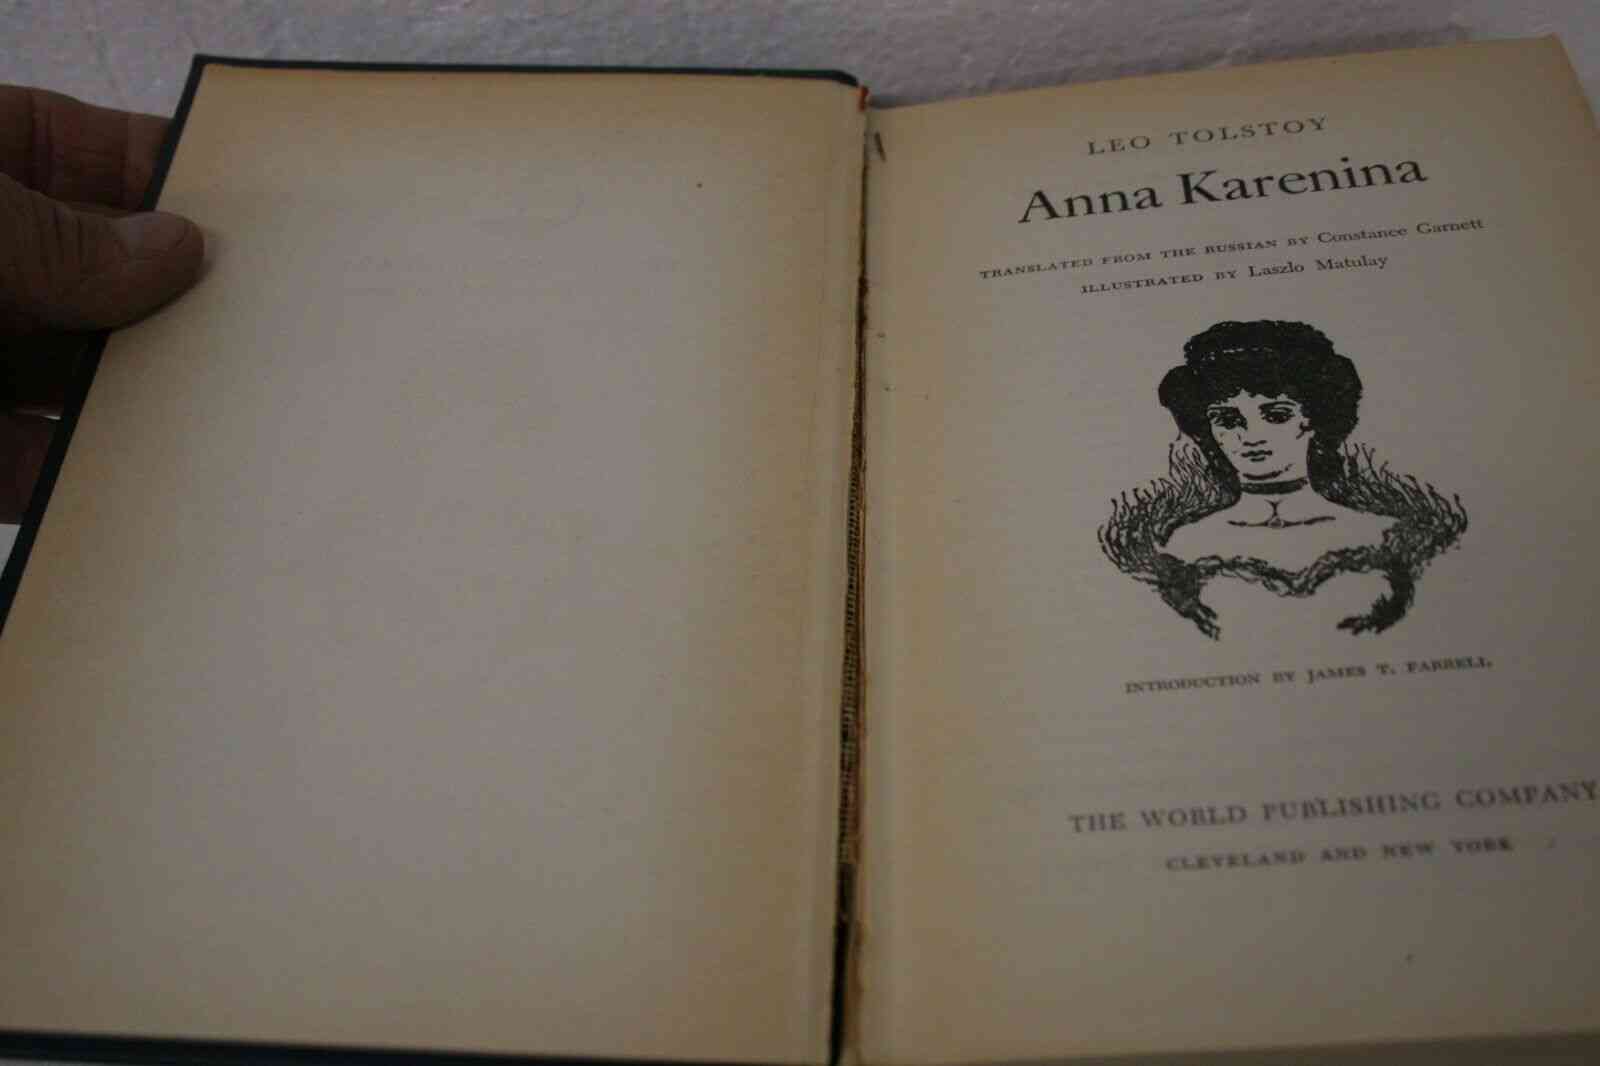 LEO TOLSTOY
Anna Karenina
TRANSLATED FROM THE RUSSIAN BY Constance Garnett
ILLUSTRATED BY Laszlo Matulay
INTRODUCTION BY JAMES T. FARRELL
THE WORLD PUBLISHING COMPANY
CLEVELAND AND NEW YORK